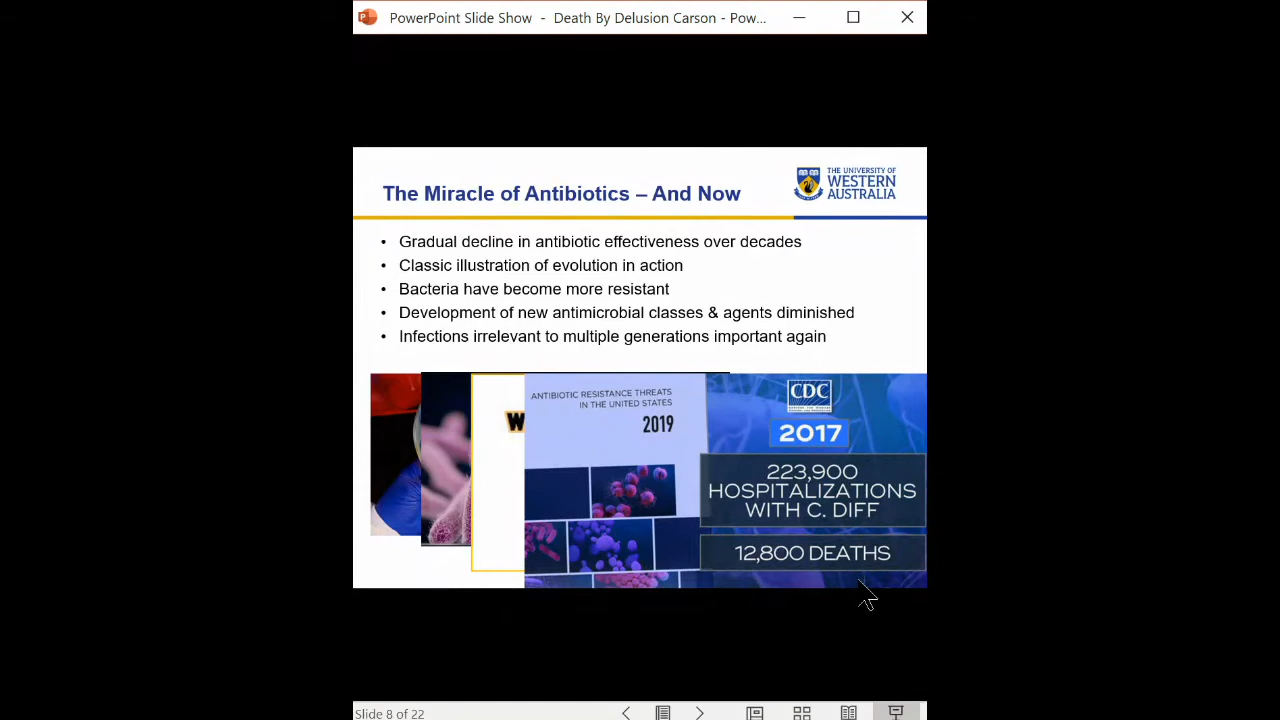 PowerPoint Slide Show - Death By Delusion Carson - Pow...
THE UNIVERSITY OF
WESTERN
AUSTRALIA
The Miracle of Antibiotics – And Now
• Gradual decline in antibiotic effectiveness over decades
• Classic illustration of evolution in action
• Bacteria have become more resistant
• Development of new antimicrobial classes & agents diminished
• Infections irrelevant to multiple generations important again
W
ANTIBIOTIC RESISTANCE THREATS
IN THE UNITED STATES
2019
CDC
2017
223,900
HOSPITALIZATIONS
WITH C. DIFF
12,800 DEATHS
Slide 8 of 22